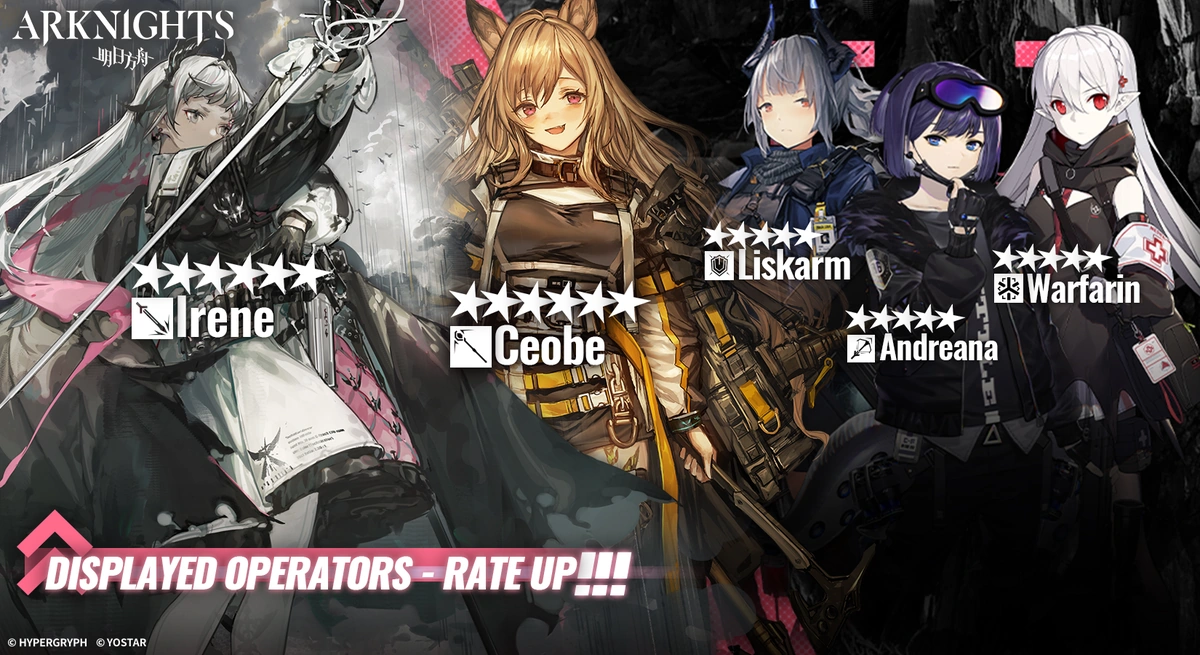 ARKNIGHTS
明日方舟
Irene
Ceobe
Liskarm
Andreana
Warfarin
DISPLAYED OPERATORS - RATE UP!!!
© HYPERGRYPH © YOSTAR